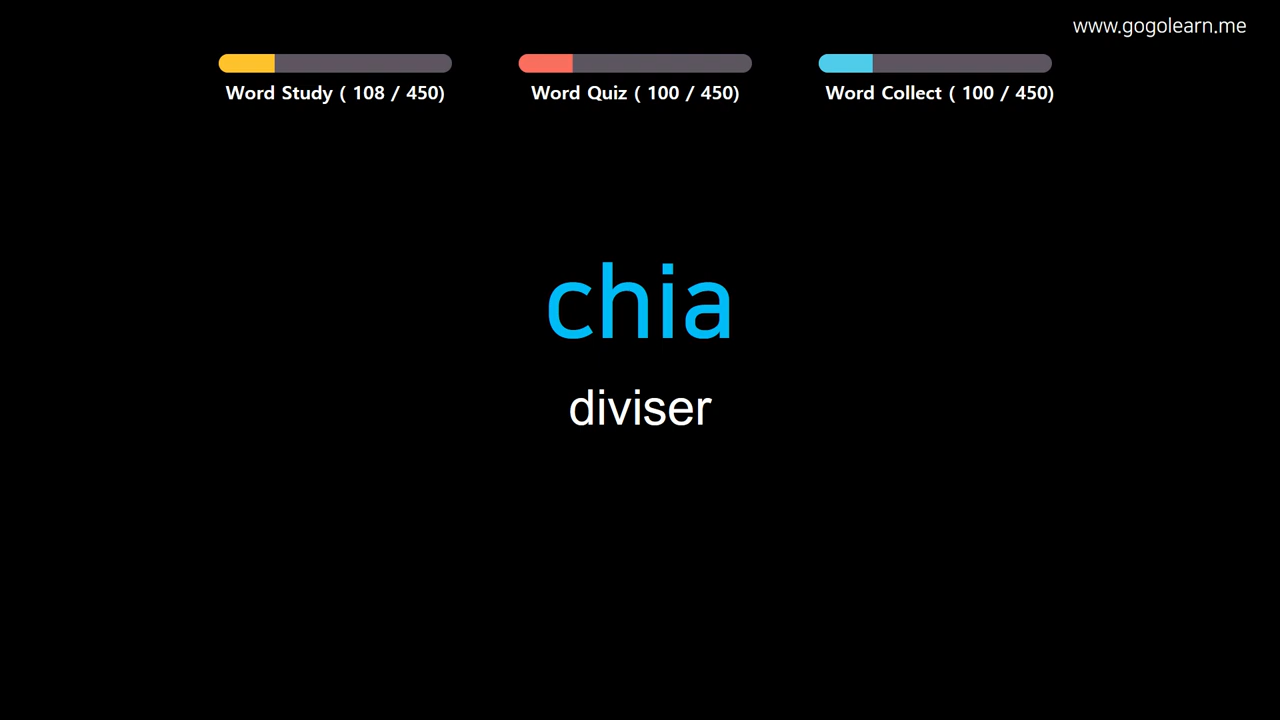 www.gogolearn.me
Word Study ( 108 / 450)
Word Quiz ( 100 / 450)
Word Collect ( 100 / 450)
chia
diviser